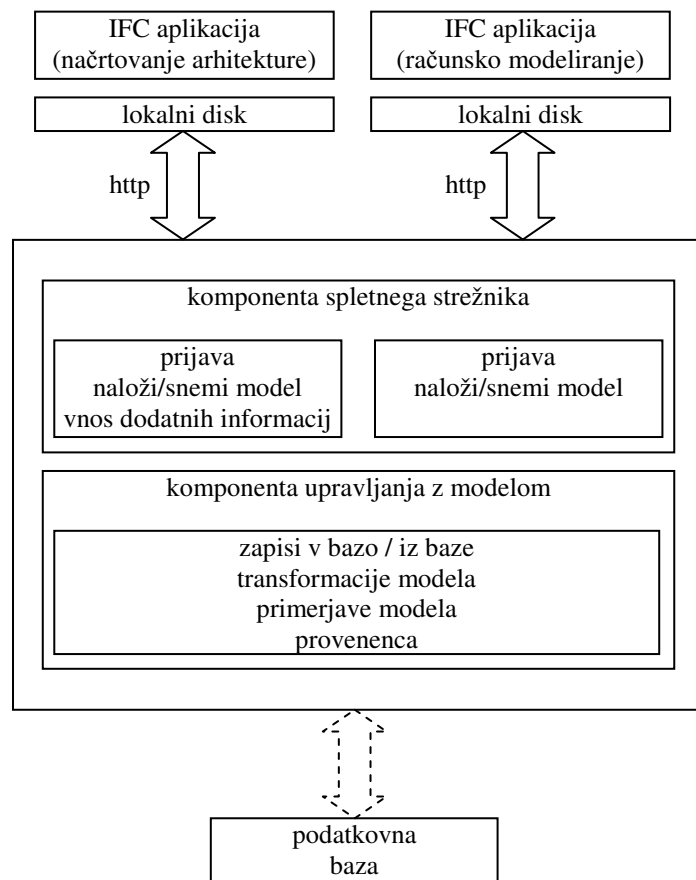 IFC aplikacija
(načrtovanje arhitekture)
IFC aplikacija
(računsko modeliranje)
lokalni disk
lokalni disk
http
http
komponenta spletnega strežnika
prijava
naloži/snemi model
vnos dodatnih informacij
prijava
naloži/snemi model
komponenta upravljanja z modelom
zapisi v bazo / iz baze
transformacije modela
primerjave modela
provenenca
podatkovna
baza